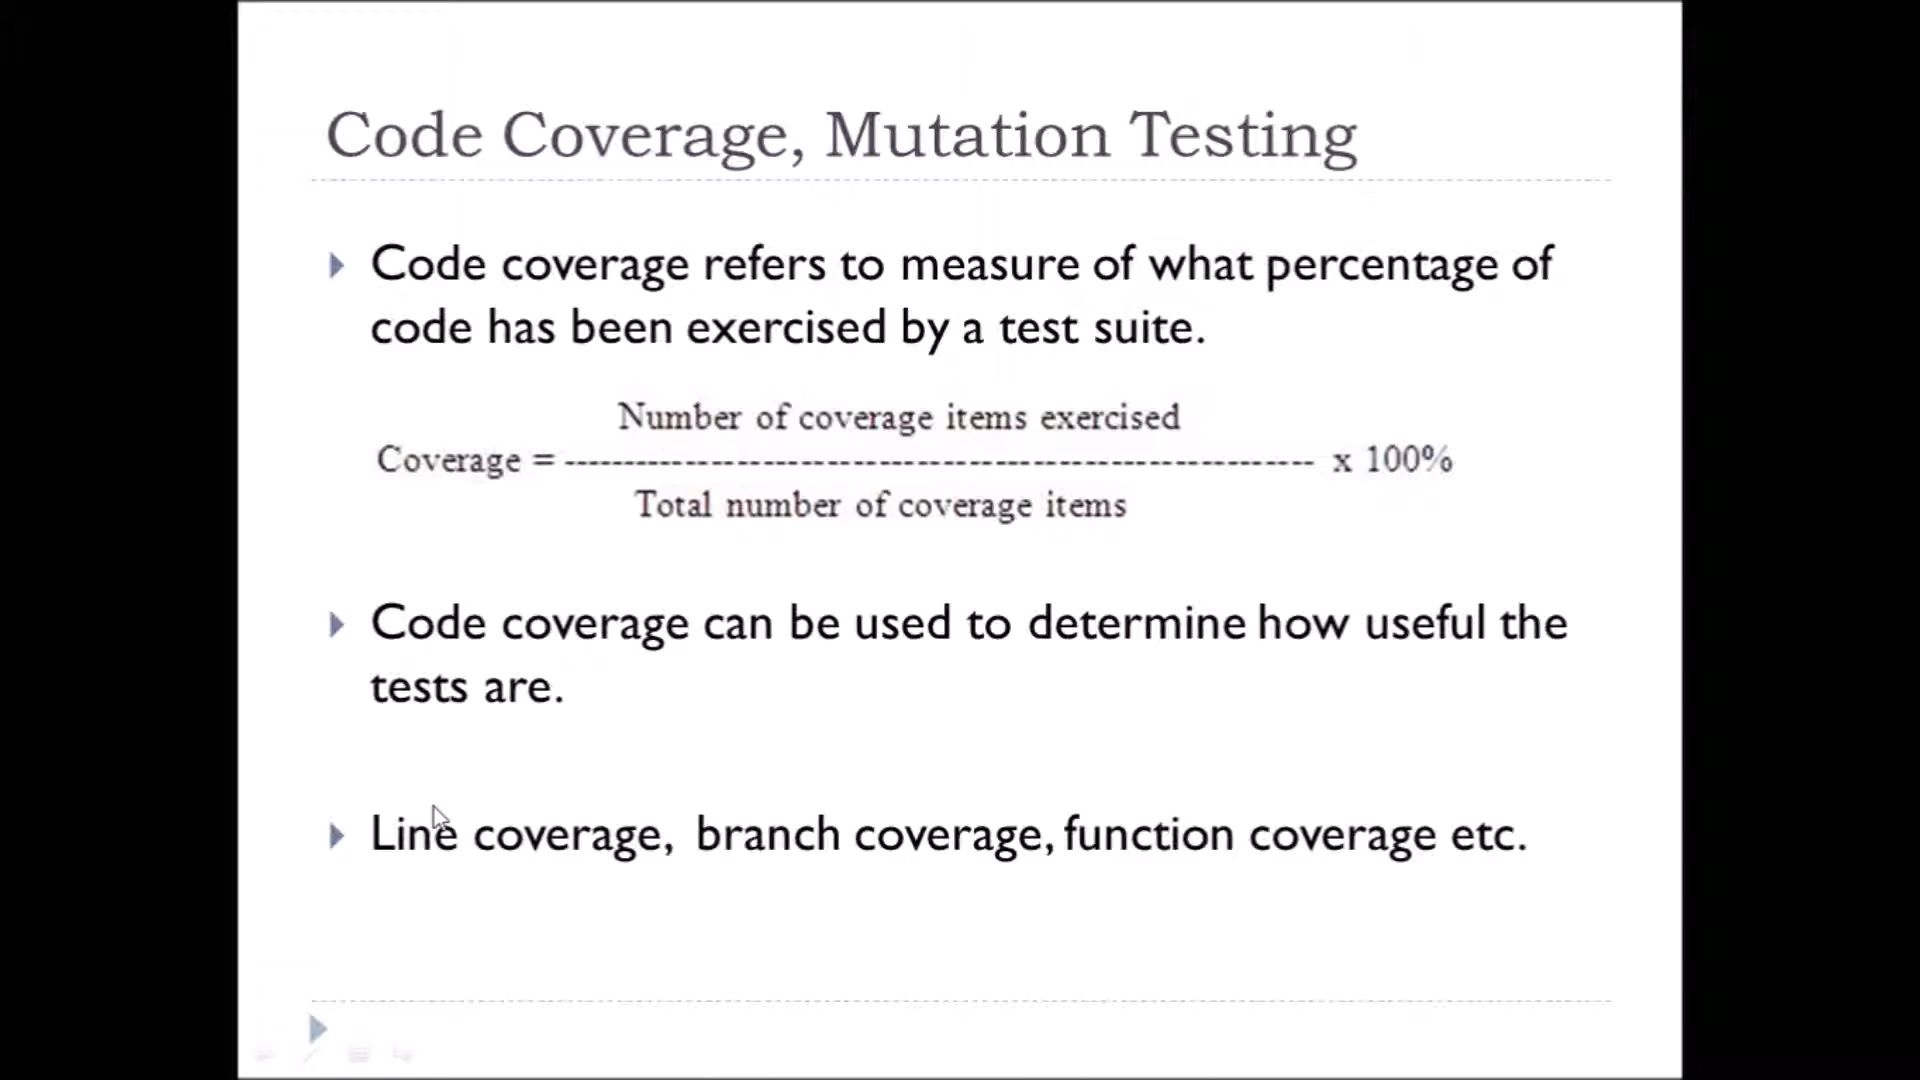 Code Coverage, Mutation Testing
Code coverage refers to measure of what percentage of
code has been exercised by a test suite.
Number of coverage items exercised
Coverage = ------------------------------------------------------------- x 100%
Total number of coverage items
Code coverage can be used to determine how useful the
tests are.
Line coverage, branch coverage, function coverage etc.